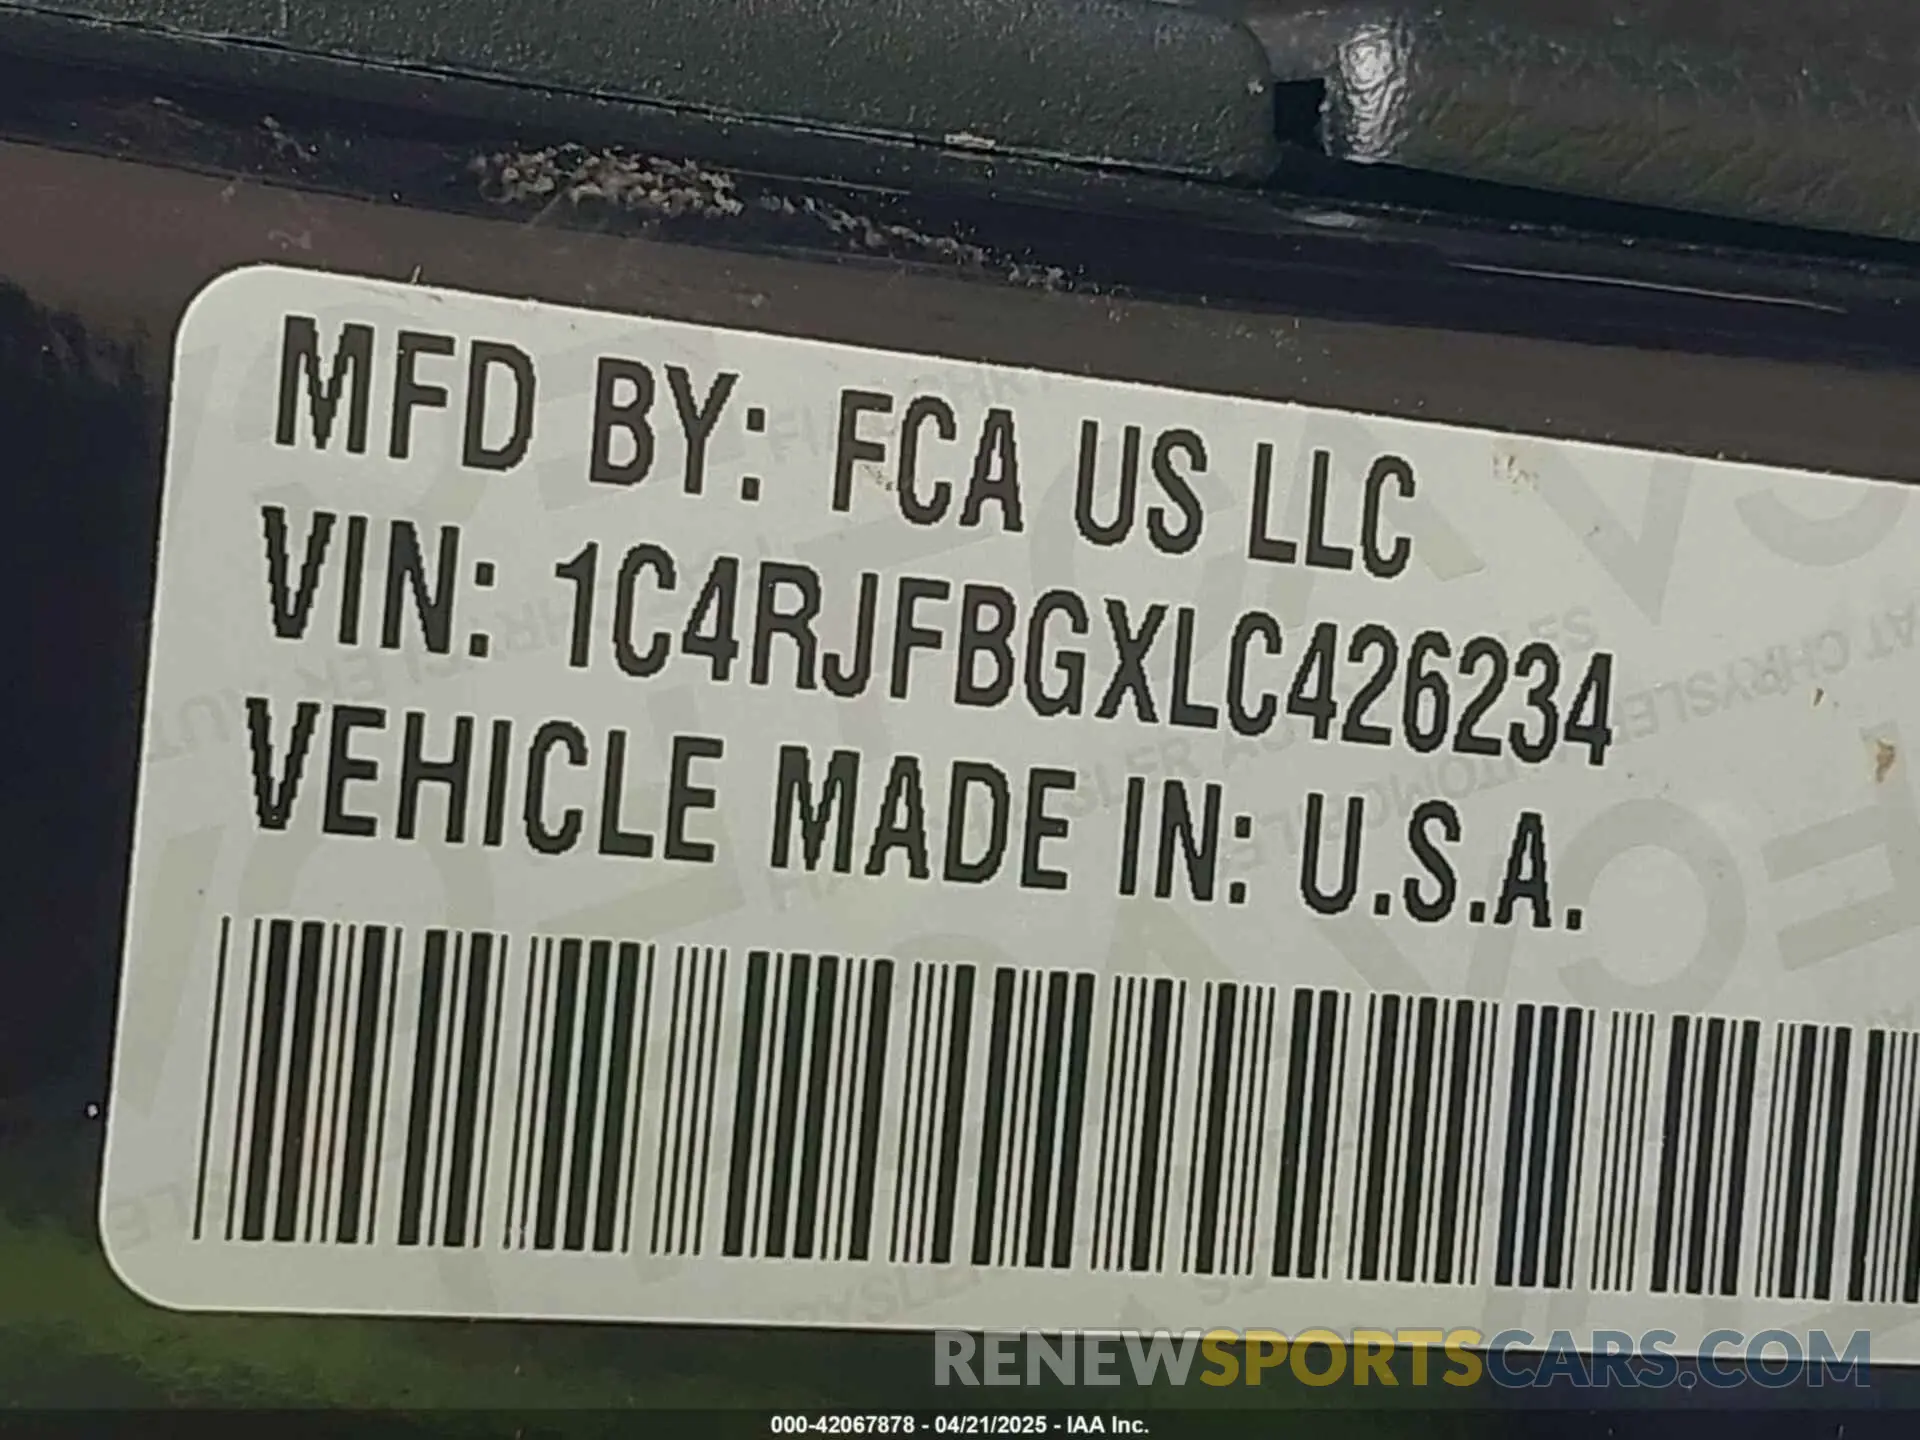 MFD BY: FCA US LLC
VIN: 1C4RJFBGXLC426234
VEHICLE MADE IN: U.S.A.
RENEWSPORTSCARS.COM
000-42067878 - 04/21/2025 - IAA Inc.